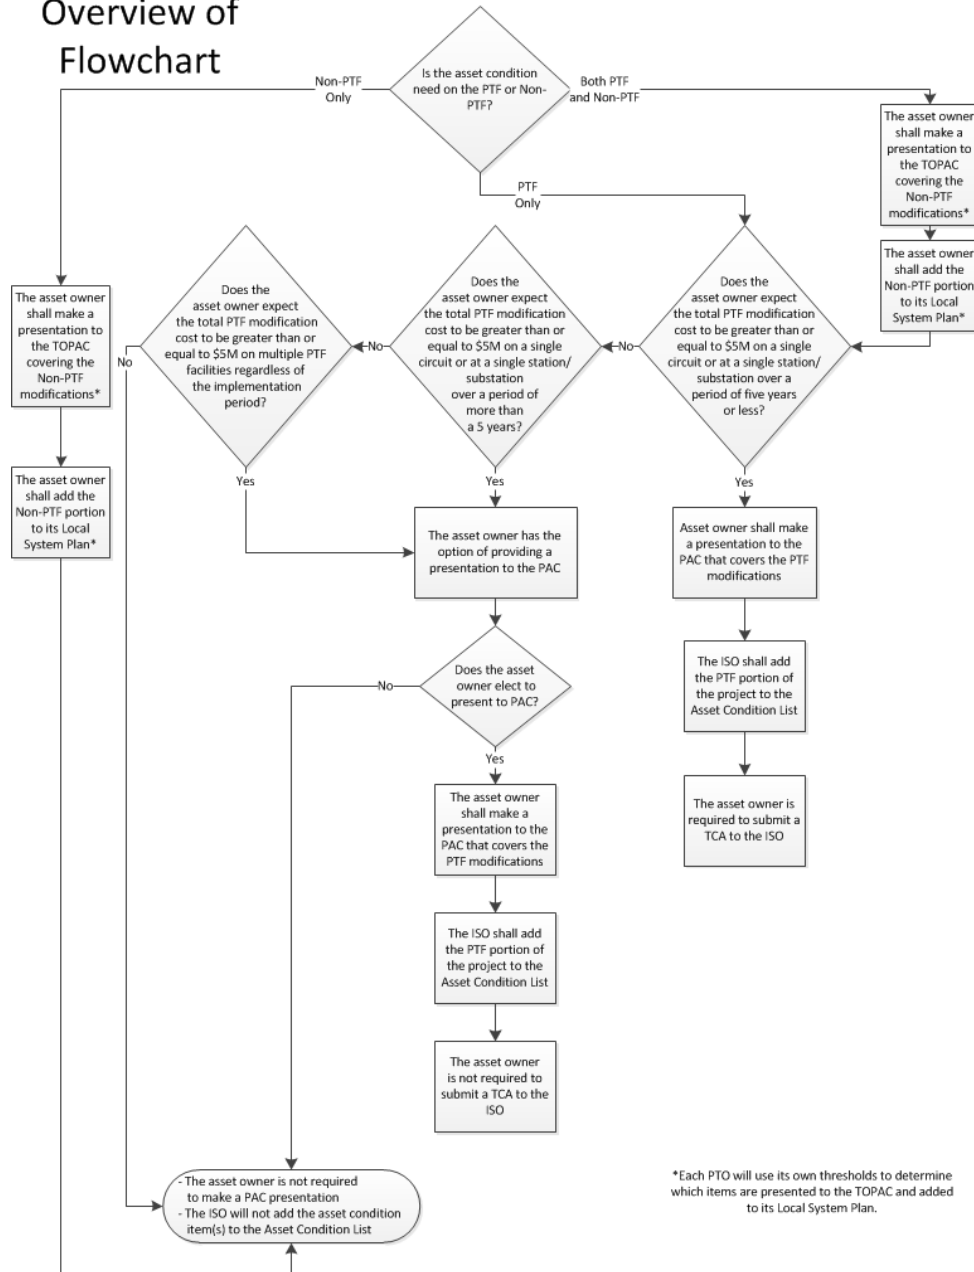 Overview of
Flowchart
Is the asset condition
need on the PTF or Non-
PTF?
Non-PTF
Only
Both PTF
and Non-PTF
PTF
Only
The asset owner
shall make a
presentation to
the TOPAC
covering the
Non-PTF
modifications*
The asset owner
shall add the
Non-PTF portion
to its Local
System Plan*
Does the
asset owner expect
the total PTF modification
cost to be greater than or
equal to $5M on a single
circuit or at a single station/
substation over a
period of five years
or less?
No
Does the
asset owner expect
the total PTF modification
cost to be greater than or
equal to $5M on a single
circuit or at a single station/
substation
over a period of
more than
a 5 years?
No
Does the
asset owner expect
the total PTF modification
cost to be greater than or
equal to $5M on multiple PTF
facilities regardless of
the implementation
period?
No
The asset owner
shall make a
presentation to
the TOPAC
covering the
Non-PTF
modifications*
The asset owner
shall add the
Non-PTF portion
to its Local
System Plan*
Yes
Yes
Yes
The asset owner has the
option of providing a
presentation to the PAC
Asset owner shall make
a presentation to the
PAC that covers the PTF
modifications
Does the asset
owner elect to
present to PAC?
No
Yes
The ISO shall add
the PTF portion of
the project to the
Asset Condition List
The asset owner is
required to submit a
TCA to the ISO
The asset owner
shall make a
presentation to the
PAC that covers the
PTF modifications
The ISO shall add
the PTF portion of
the project to the
Asset Condition List
The asset owner
is not required to
submit a TCA to the
ISO
- The asset owner is not required
to make a PAC presentation
- The ISO will not add the asset condition
item(s) to the Asset Condition List
*Each PTO will use its own thresholds to determine
which items are presented to the TOPAC and added
to its Local System Plan.